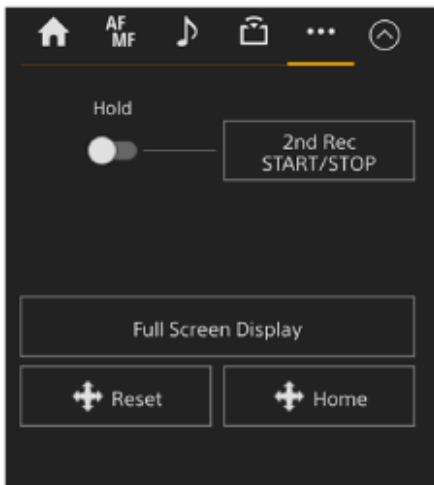 AF
MF
Hold
2nd Rec
START/STOP
Full Screen Display
Reset
Home